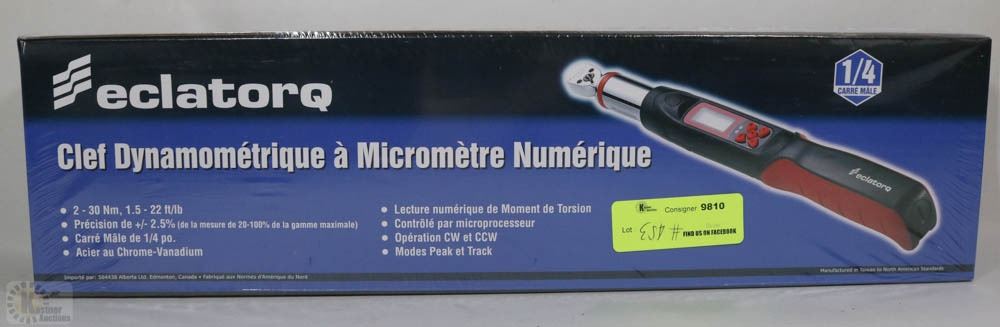 eclatorq
1/4
CARRÉ MÂLE
Clef Dynamométrique à Micromètre Numérique
eclatorq
• 2 - 30 Nm, 1.5 - 22 ft/lb
• Précision de +/- 2.5% (de la mesure de 20-100% de la gamme maximale)
• Carré Mâle de 1/4 po.
• Acier au Chrome-Vanadium
• Lecture numérique de Moment de Torsion
• Contrôlé par microprocesseur
• Opération CW et CCW
• Modes Peak et Track
Consigner 9810
Lot # 453
FIND US ON FACEBOOK
Importé par: 564438 Alberta Ltd. Edmonton, Canada • Fabriqué aux Normes d'Amérique du Nord
Manufactured in Taiwan to North American Standards
Kastner
Auctions